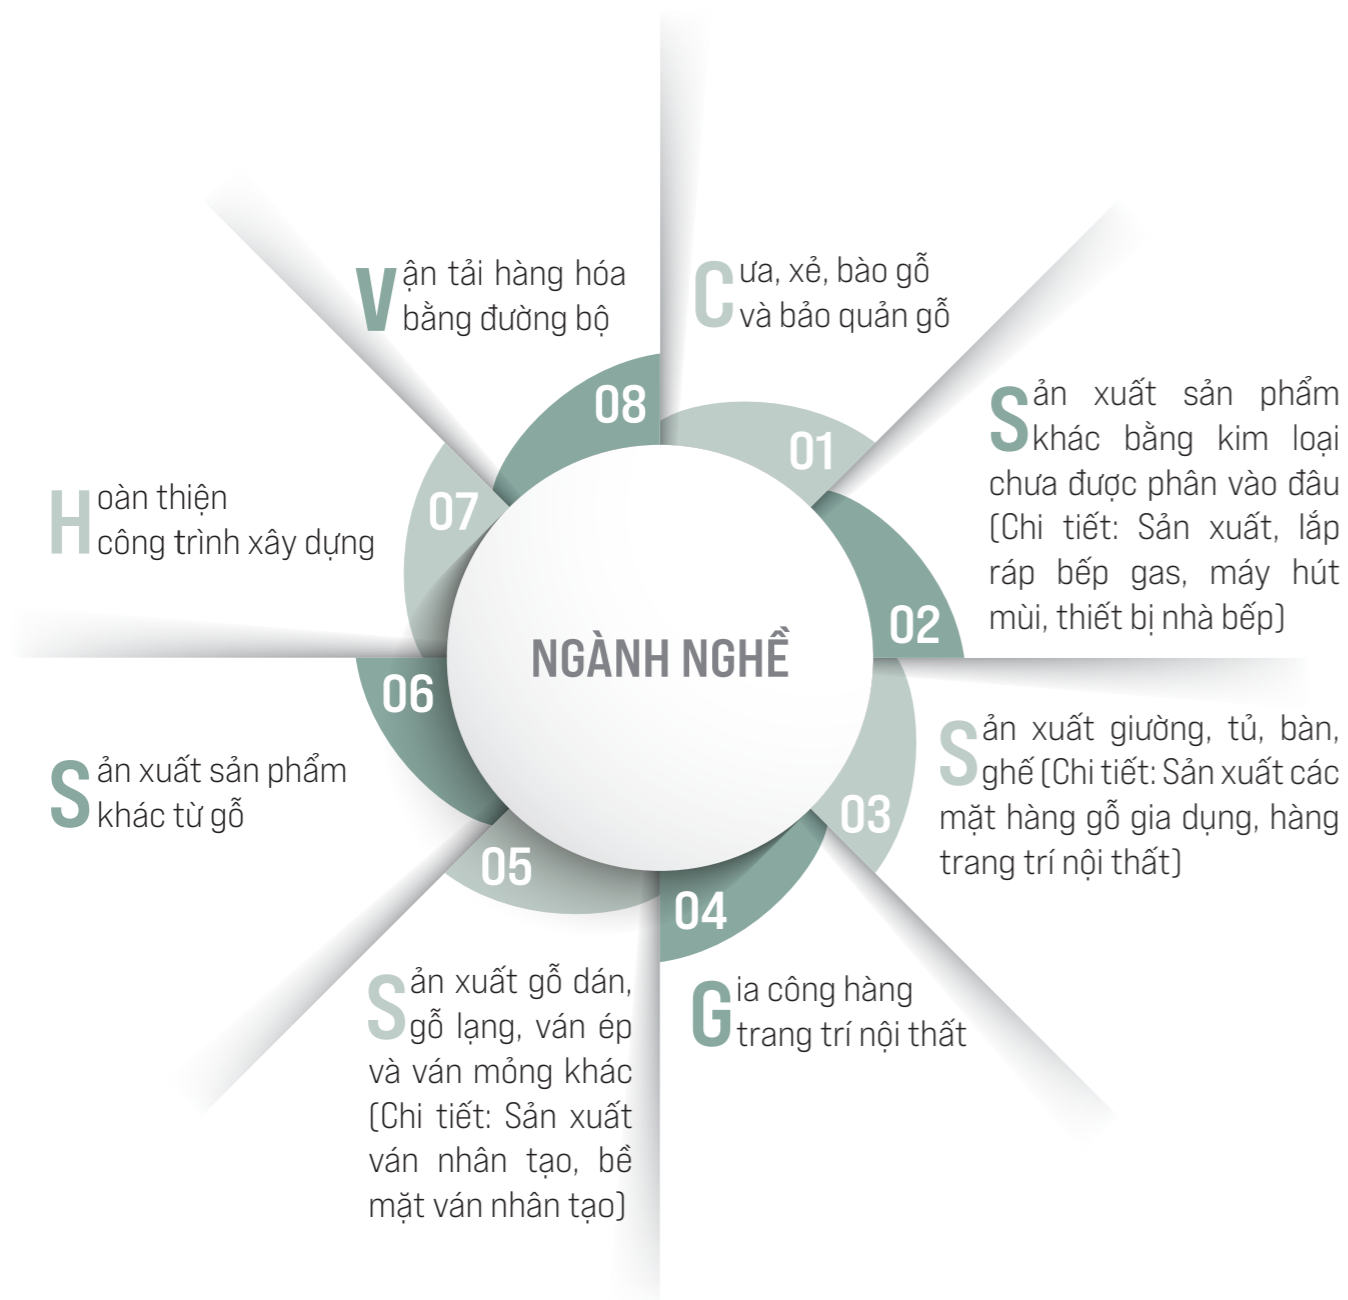 NGÀNH NGHỀ
01
Cưa, xẻ, bào gỗ
và bảo quản gỗ
02
Sản xuất sản phẩm
khác bằng kim loại
chưa được phân vào đâu
(Chi tiết: Sản xuất, lắp
ráp bếp gas, máy hút
mùi, thiết bị nhà bếp)
03
Sản xuất giường, tủ, bàn,
ghế (Chi tiết: Sản xuất các
mặt hàng gỗ gia dụng, hàng
trang trí nội thất)
04
Gia công hàng
trang trí nội thất
05
Sản xuất gỗ dán,
gỗ lạng, ván ép
và ván mỏng khác
(Chi tiết: Sản xuất
ván nhân tạo, bề
mặt ván nhân tạo)
06
Sản xuất sản phẩm
khác từ gỗ
07
Hoàn thiện
công trình xây dựng
08
Vận tải hàng hóa
bằng đường bộ